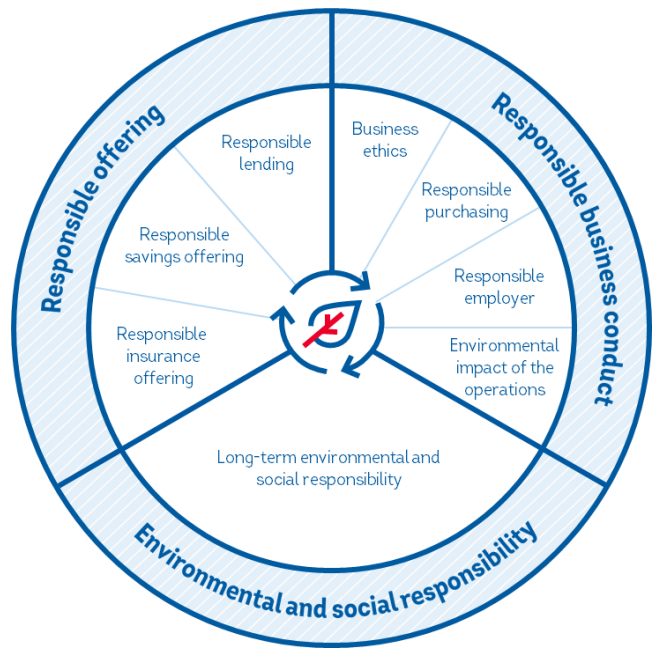 Responsible offering
Responsible business conduct
Responsible
lending
Business
ethics
Responsible
purchasing
Responsible
savings offering
Responsible
employer
Responsible
insurance
offering
Environmental
impact of the
operations
Long-term environmental and
social responsibility
Environmental and social responsibility